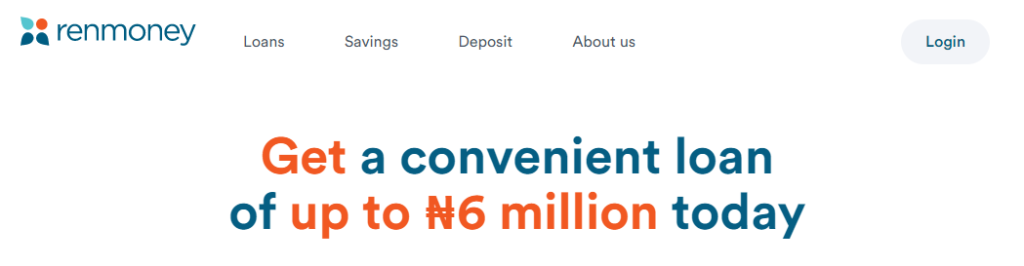 renmoney
Loans Savings Deposit About us Login
Get a convenient loan
of up to ₦6 million today